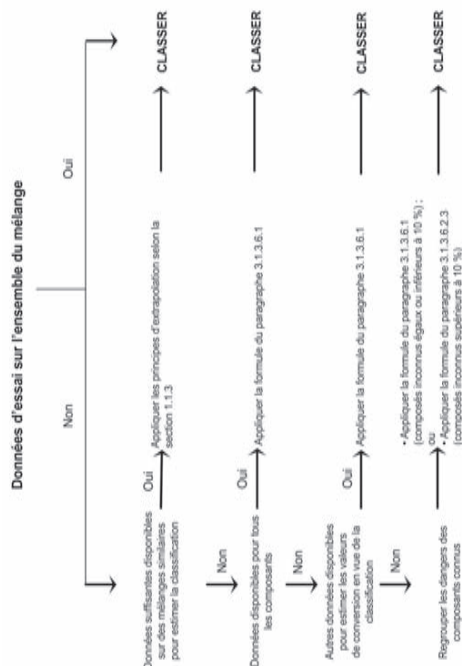 Données d'essai sur l'ensemble du mélange
Non
Oui
Données suffisantes disponibles
sur des mélanges similaires
pour estimer la classification
Oui
Appliquer les principes d'extrapolation selon la
section 1.1.3
CLASSER
Non
Données disponibles pour tous
les composants
Oui
Appliquer la formule du paragraphe 3.1.3.6.1
CLASSER
Non
Autres données disponibles
pour estimer les valeurs
de conversion en vue de la
classification
Oui
Appliquer la formule du paragraphe 3.1.3.6.1
CLASSER
Non
Regrouper les dangers des
composants connus
• Appliquer la formule du paragraphe 3.1.3.6.1
(composés inconnus égaux ou inférieurs à 10 %) ;
ou
• Appliquer la formule du paragraphe 3.1.3.6.2.3
(composés inconnus supérieurs à 10 %)
CLASSER